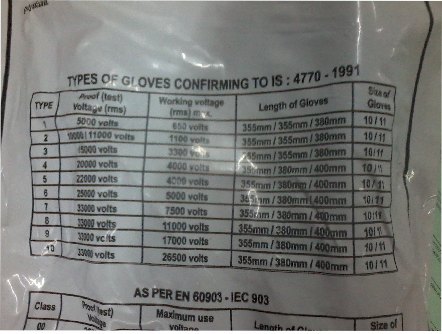 TYPES OF GLOVES CONFIRMING TO IS : 4770 - 1991
TYPE Proof (test) Voltage (rms) Working voltage (rms) max. Length of Gloves Size of Gloves
1 5000 volts 650 volts 355mm / 355mm / 380mm 10 / 11
2 11000 volts 1100 volts 355mm / 355mm / 380mm 10 / 11
3 15000 volts 3300 volts 355mm / 355mm / 380mm 10 / 11
4 20000 volts 4000 volts 355mm / 380mm / 400mm 10 / 11
5 22000 volts 355mm / 380mm / 400mm 10 / 11
6 25000 volts 5000 volts 355mm / 380mm / 400mm 10 / 11
7 33000 volts 7500 volts 355mm / 380mm / 400mm 10 / 11
8 33000 volts 11000 volts 355mm / 380mm / 400mm 10 / 11
9 33000 volts 17000 volts 355mm / 380mm / 400mm 10 / 11
10 33000 volts 26500 volts 355mm / 380mm / 400mm 10 / 11
AS PER EN 60903 - IEC 903
Class Proof (test) Voltage Maximum use voltage Length of Size of
00